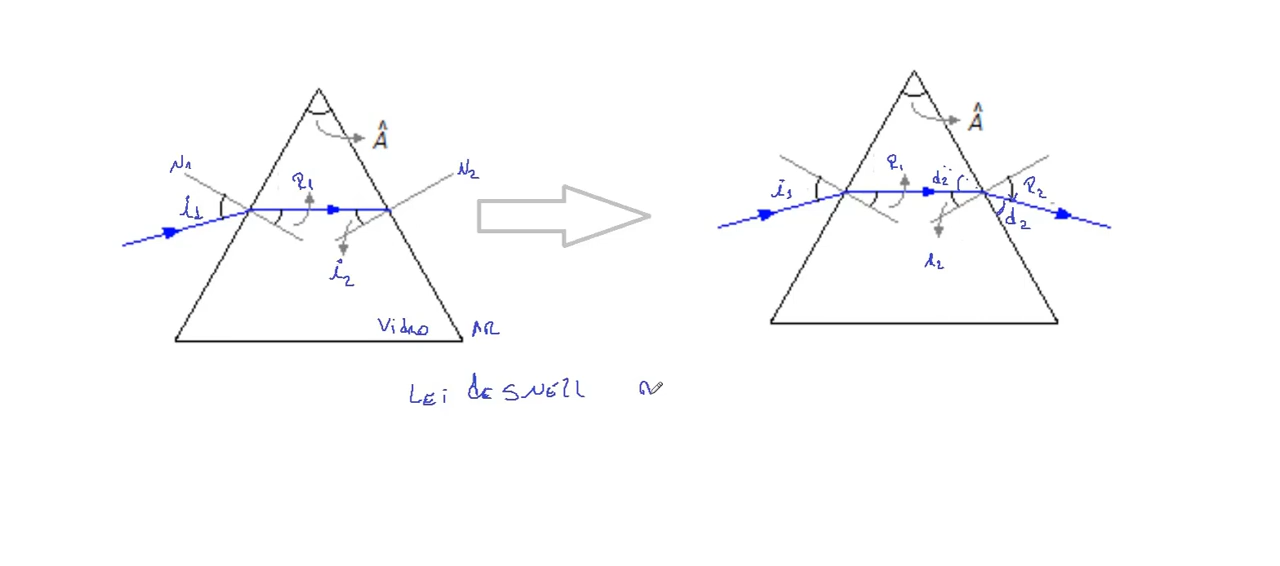 Â
N1
N2
R1
i1
i2
Vidro
AR
Lei de Snell
Â
R1
d2
R2
i1
d2
i2